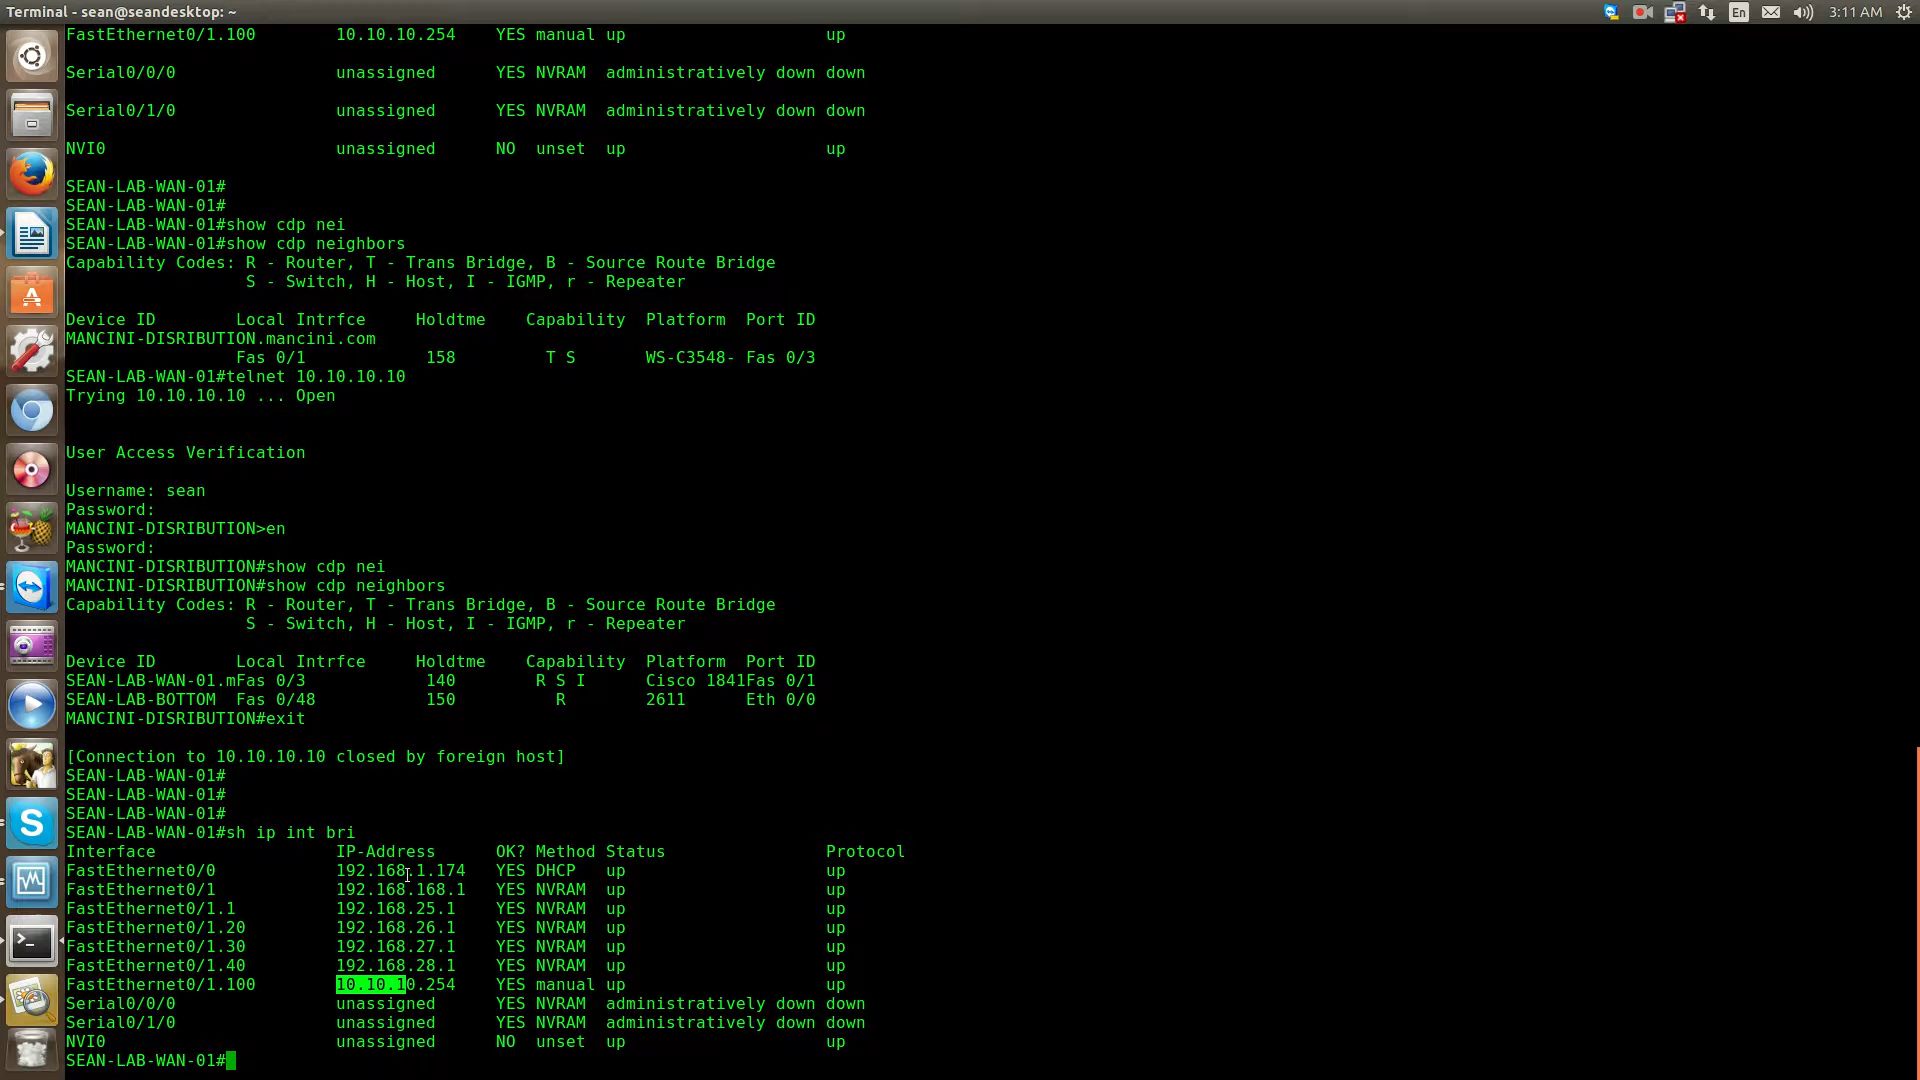 Terminal - sean@seandesktop: ~
En
3:11 AM
FastEthernet0/1.100        10.10.10.254    YES manual up                    up
Serial0/0/0                unassigned      YES NVRAM  administratively down down
Serial0/1/0                unassigned      YES NVRAM  administratively down down
NVI0                       unassigned      NO  unset  up                    up
SEAN-LAB-WAN-01#
SEAN-LAB-WAN-01#
SEAN-LAB-WAN-01#show cdp nei
SEAN-LAB-WAN-01#show cdp neighbors
Capability Codes: R - Router, T - Trans Bridge, B - Source Route Bridge
                  S - Switch, H - Host, I - IGMP, r - Repeater
Device ID        Local Intrfce     Holdtme    Capability  Platform  Port ID
MANCINI-DISRIBUTION.mancini.com
                 Fas 0/1            158         T S       WS-C3548- Fas 0/3
SEAN-LAB-WAN-01#telnet 10.10.10.10
Trying 10.10.10.10 ... Open
User Access Verification
Username: sean
Password:
MANCINI-DISRIBUTION>en
Password:
MANCINI-DISRIBUTION#show cdp nei
MANCINI-DISRIBUTION#show cdp neighbors
Capability Codes: R - Router, T - Trans Bridge, B - Source Route Bridge
                  S - Switch, H - Host, I - IGMP, r - Repeater
Device ID        Local Intrfce     Holdtme    Capability  Platform  Port ID
SEAN-LAB-WAN-01.mFas 0/3            140        R S I      Cisco 1841Fas 0/1
SEAN-LAB-BOTTOM  Fas 0/48           150          R        2611      Eth 0/0
MANCINI-DISRIBUTION#exit
[Connection to 10.10.10.10 closed by foreign host]
SEAN-LAB-WAN-01#
SEAN-LAB-WAN-01#
SEAN-LAB-WAN-01#
SEAN-LAB-WAN-01#sh ip int bri
Interface                  IP-Address      OK? Method Status                Protocol
FastEthernet0/0            192.168.1.174   YES DHCP   up                    up
FastEthernet0/1            192.168.168.1   YES NVRAM  up                    up
FastEthernet0/1.1          192.168.25.1    YES NVRAM  up                    up
FastEthernet0/1.20         192.168.26.1    YES NVRAM  up                    up
FastEthernet0/1.30         192.168.27.1    YES NVRAM  up                    up
FastEthernet0/1.40         192.168.28.1    YES NVRAM  up                    up
FastEthernet0/1.100        10.10.10.254    YES manual up                    up
Serial0/0/0                unassigned      YES NVRAM  administratively down down
Serial0/1/0                unassigned      YES NVRAM  administratively down down
NVI0                       unassigned      NO  unset  up                    up
SEAN-LAB-WAN-01#